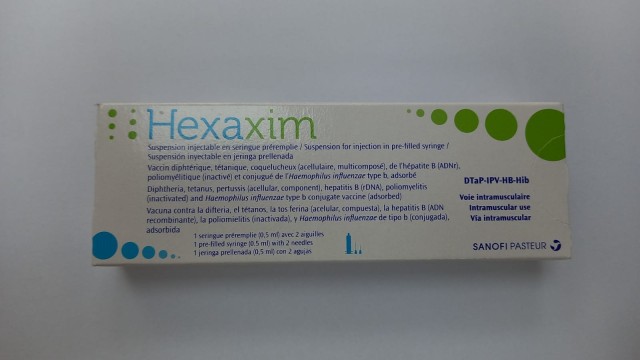 Hexaxim
Suspension injectable en seringue préremplie / Suspension for injection in pre-filled syringe /
Suspensión inyectable en jeringa prellenada
Vaccin diphtérique, tétanique, coquelucheux (acellulaire, multicomposé), de l'hépatite B (ADNr),
poliomyélitique (inactivé) et conjugué de l'Haemophilus influenzae type b, adsorbé
Diphtheria, tetanus, pertussis (acellular, component), hepatitis B (rDNA), poliomyelitis
(inactivated) and Haemophilus influenzae type b conjugate vaccine (adsorbed)
Vacuna contra la difteria, el tétanos, la tos ferina (acelular, compuesta), la hepatitis B (ADN
recombinante), la poliomielitis (inactivada), y Haemophilus influenzae de tipo b (conjugada),
adsorbida
1 seringue préremplie (0,5 ml) avec 2 aiguilles
1 pre-filled syringe (0.5 ml) with 2 needles
1 jeringa prellenada (0,5 ml) con 2 agujas
DTaP-IPV-HB-Hib
Voie intramusculaire
Intramuscular use
Vía intramuscular
SANOFI PASTEUR